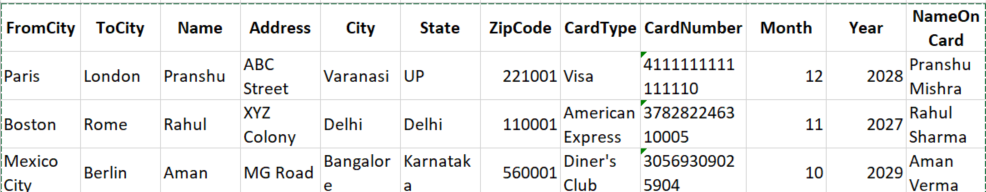 FromCity ToCity Name Address City State ZipCode CardType CardNumber Month Year NameOn Card
Paris London Pranshu ABC Street Varanasi UP 221001 Visa 4111111111 111110 12 2028 Pranshu Mishra
Boston Rome Rahul XYZ Colony Delhi Delhi 110001 American Express 3782822463 10005 11 2027 Rahul Sharma
Mexico City Berlin Aman MG Road Bangalor e Karnatak a 560001 Diner's Club 3056930902 5904 10 2029 Aman Verma